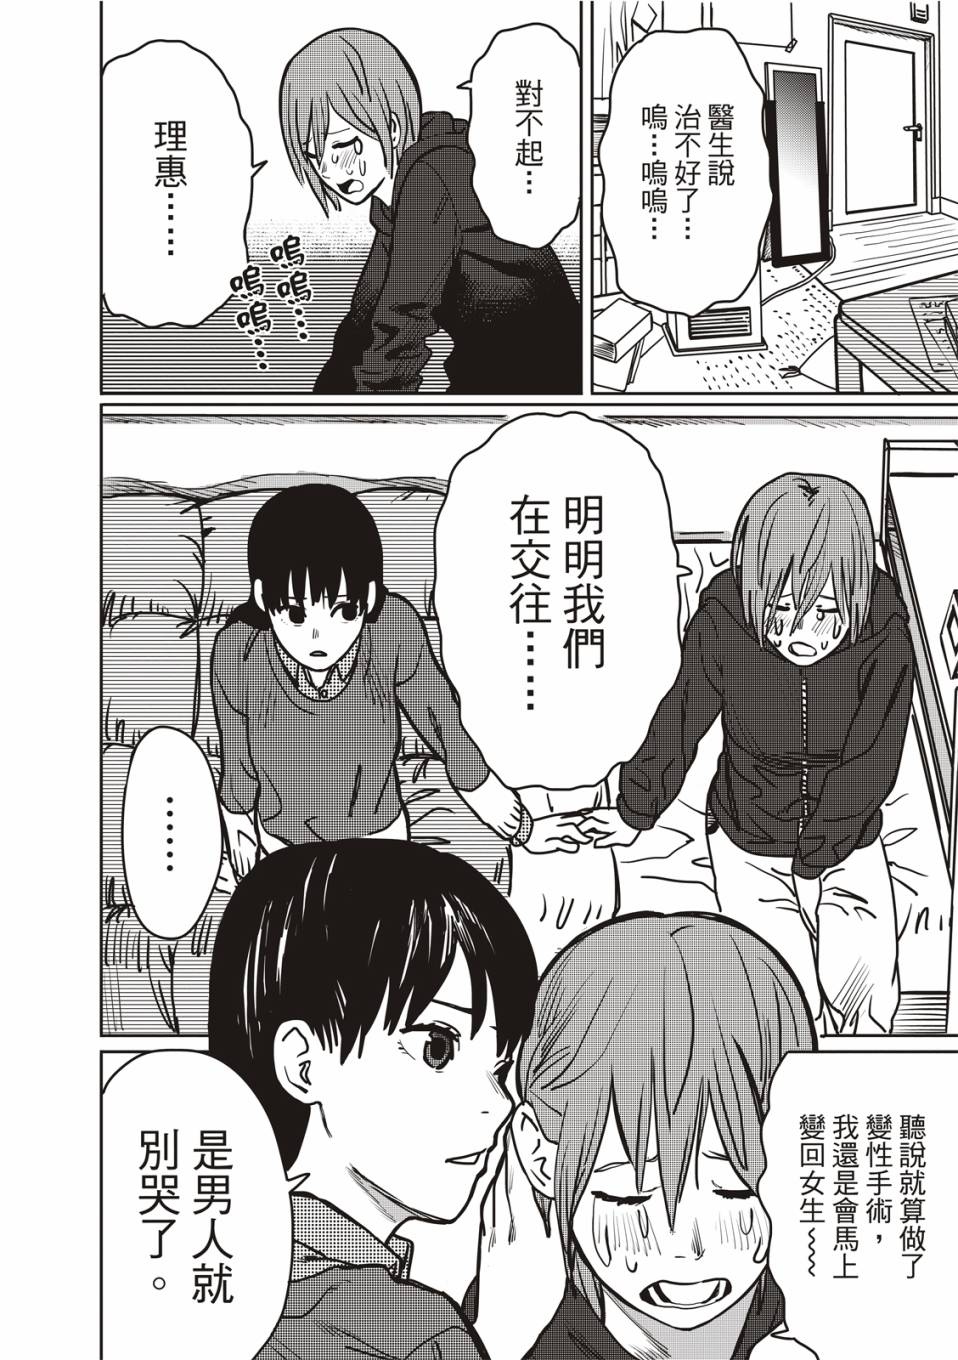 醫生說
治不好了…
嗚…嗚嗚…
對不起…
嗚嗚……
嗚嗚……
理惠……
明明我們
在交往……
……
聽說就算做了
變性手術，
我還是會馬上
變回女生～～
是男人就
別哭了。